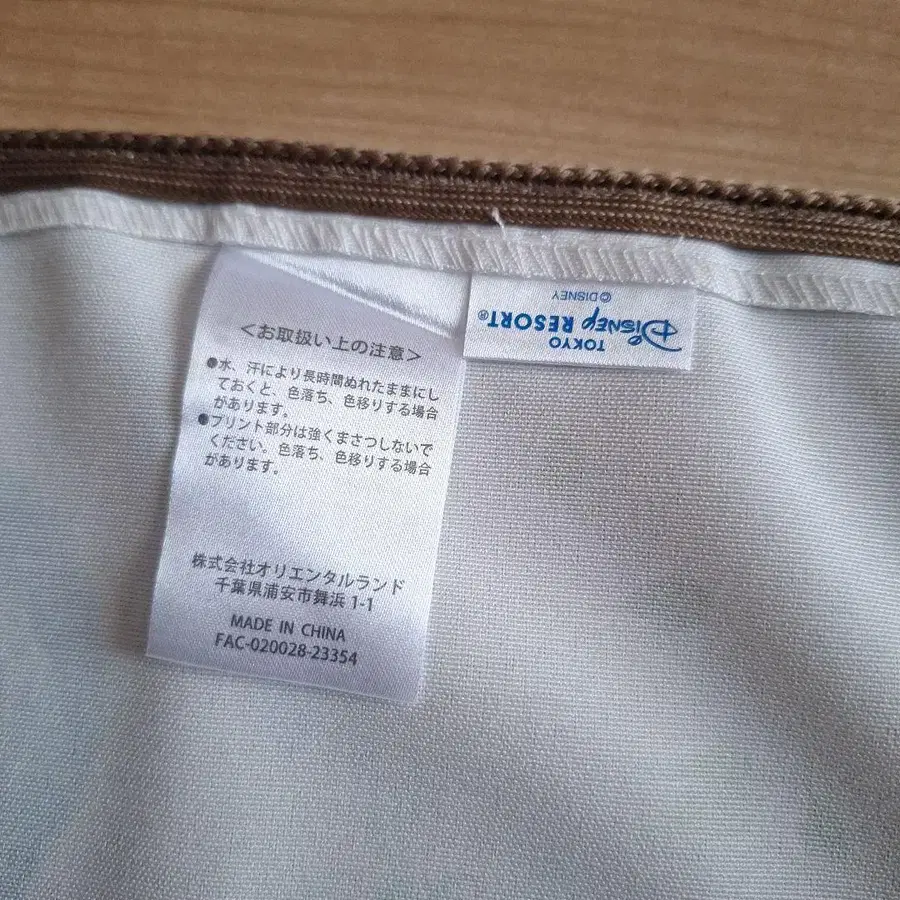 <お取扱い上の注意>
●水、汗により長時間ぬれたままにし
ておくと、色落ち、色移りする場合
があります。
●プリント部分は強くまさつしないで
ください。色落ち、色移りする場合
があります。
株式会社オリエンタルランド
千葉県浦安市舞浜 1-1
MADE IN CHINA
FAC-020028-23354
TOKYO
Disney RESORT®
© DISNEY